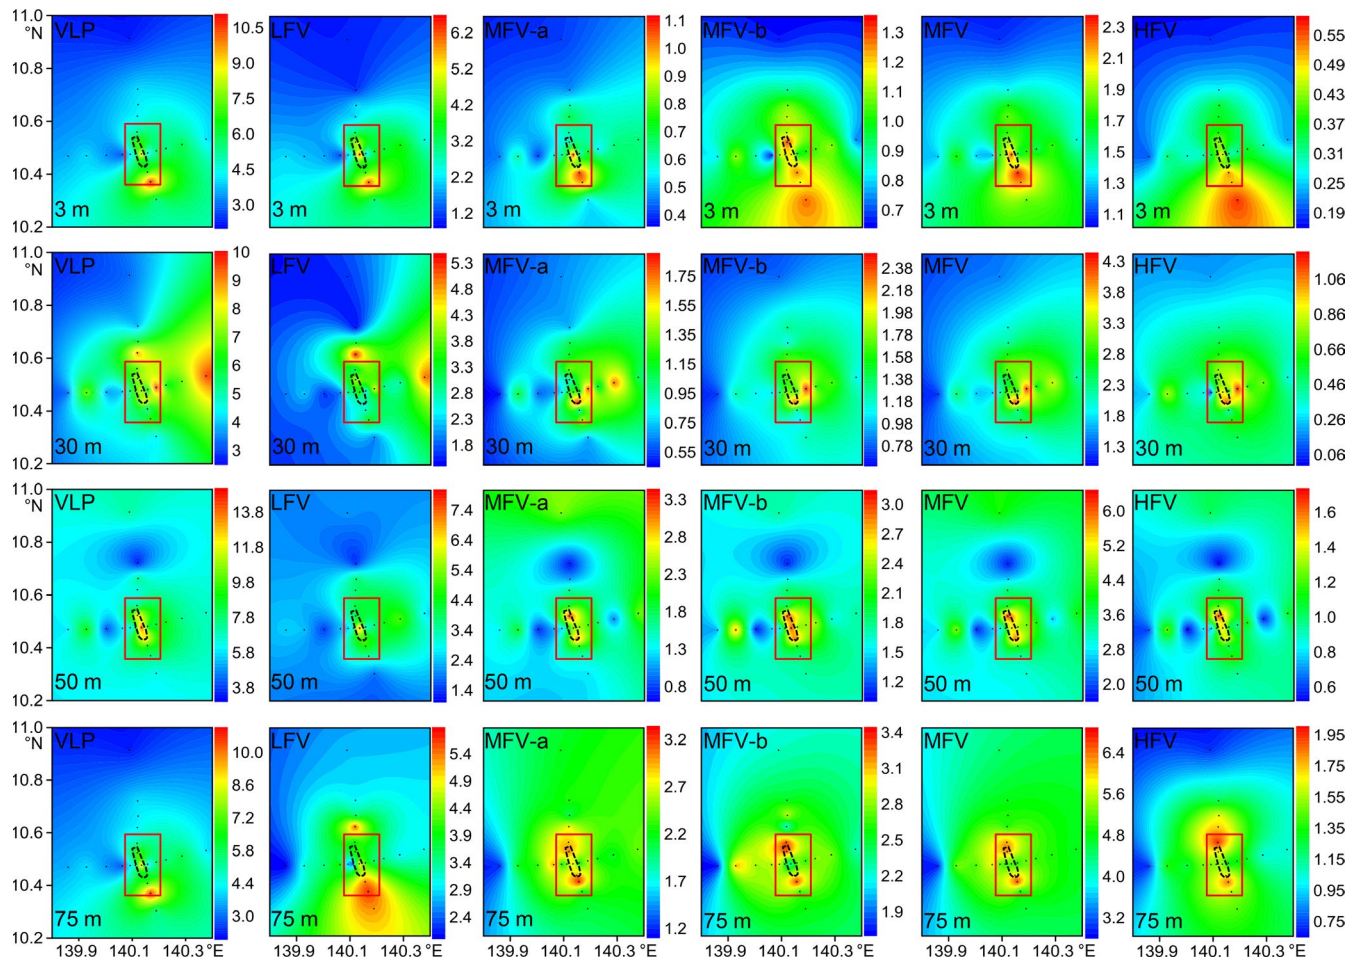 11.0 °N 10.8 10.6 10.4 10.2
VLP 3 m 10.5 9.0 7.5 6.0 4.5 3.0
LFV 3 m 6.2 5.2 4.2 3.2 2.2 1.2
MFV-a 3 m 1.1 1.0 0.9 0.8 0.7 0.6 0.5 0.4
MFV-b 3 m 1.3 1.2 1.1 1.0 0.9 0.8 0.7
MFV 3 m 2.3 2.1 1.9 1.7 1.5 1.3 1.1
HFV 3 m 0.55 0.49 0.43 0.37 0.31 0.25 0.19
11.0 °N 10.8 10.6 10.4 10.2
VLP 30 m 10 9 8 7 6 5 4 3
LFV 30 m 5.3 4.8 4.3 3.8 3.3 2.8 2.3 1.8
MFV-a 30 m 1.75 1.55 1.35 1.15 0.95 0.75 0.55
MFV-b 30 m 2.38 2.18 1.98 1.78 1.58 1.38 1.18 0.98 0.78
MFV 30 m 4.3 3.8 3.3 2.8 2.3 1.8 1.3
HFV 30 m 1.06 0.86 0.66 0.46 0.26 0.06
11.0 °N 10.8 10.6 10.4 10.2
VLP 50 m 13.8 11.8 9.8 7.8 5.8 3.8
LFV 50 m 7.4 6.4 5.4 4.4 3.4 2.4 1.4
MFV-a 50 m 3.3 2.8 2.3 1.8 1.3 0.8
MFV-b 50 m 3.0 2.7 2.4 2.1 1.8 1.5 1.2
MFV 50 m 6.0 5.2 4.4 3.6 2.8 2.0
HFV 50 m 1.6 1.4 1.2 1.0 0.8 0.6
11.0 °N 10.8 10.6 10.4 10.2
VLP 75 m 10.0 8.6 7.2 5.8 4.4 3.0
LFV 75 m 5.4 4.9 4.4 3.9 3.4 2.9 2.4
MFV-a 75 m 3.2 2.7 2.2 1.7 1.2
MFV-b 75 m 3.4 3.1 2.8 2.5 2.2 1.9
MFV 75 m 6.4 5.6 4.8 4.0 3.2
HFV 75 m 1.95 1.75 1.55 1.35 1.15 0.95 0.75
139.9 140.1 140.3 °E 139.9 140.1 140.3 °E 139.9 140.1 140.3 °E 139.9 140.1 140.3 °E 139.9 140.1 140.3 °E 139.9 140.1 140.3 °E